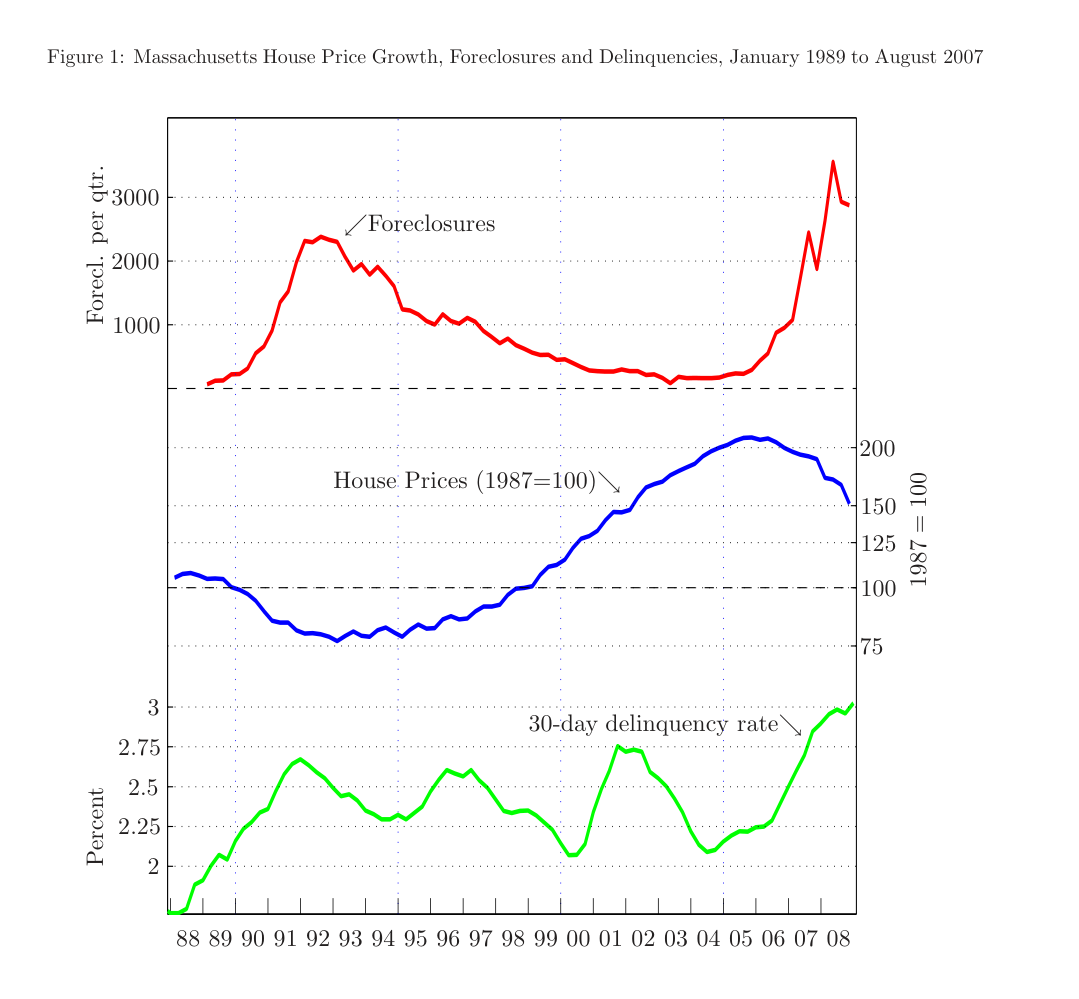 Figure 1: Massachusetts House Price Growth, Foreclosures and Delinquencies, January 1989 to August 2007
Forecl. per qtr.
3000
2000
1000
Foreclosures
House Prices (1987=100)
200
150
125
100
75
1987 = 100
30-day delinquency rate
Percent
3
2.75
2.5
2.25
2
88 89 90 91 92 93 94 95 96 97 98 99 00 01 02 03 04 05 06 07 08